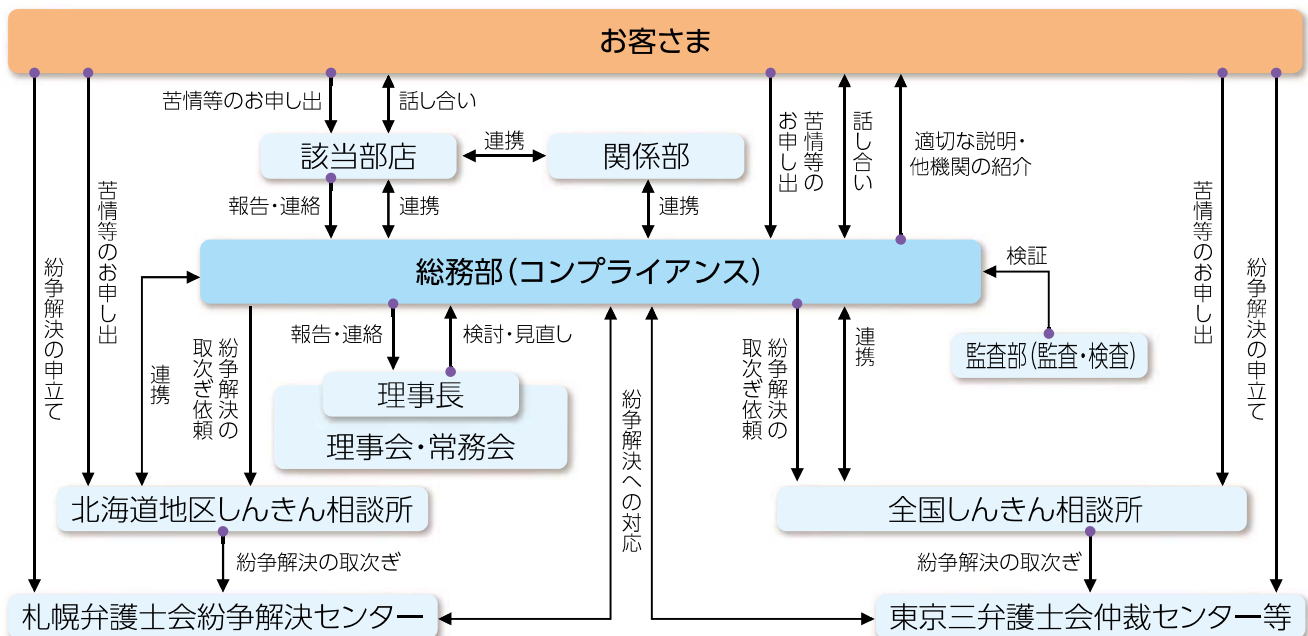 お客さま
苦情等のお申し出
話し合い
苦情等の
お申し出
話し合い
適切な説明・
他機関の紹介
該当部店
連携
関係部
報告・連絡
連携
連携
苦情等のお申し出
紛争解決の申立て
苦情等のお申し出
紛争解決の申立て
総務部（コンプライアンス）
検証
監査部（監査・検査）
連携
紛争解決の
取次ぎ依頼
報告・連絡
検討・見直し
理事長
理事会・常務会
紛争解決への対応
紛争解決の
取次ぎ依頼
連携
北海道地区しんきん相談所
全国しんきん相談所
紛争解決の取次ぎ
紛争解決の取次ぎ
札幌弁護士会紛争解決センター
東京三弁護士会仲裁センター等